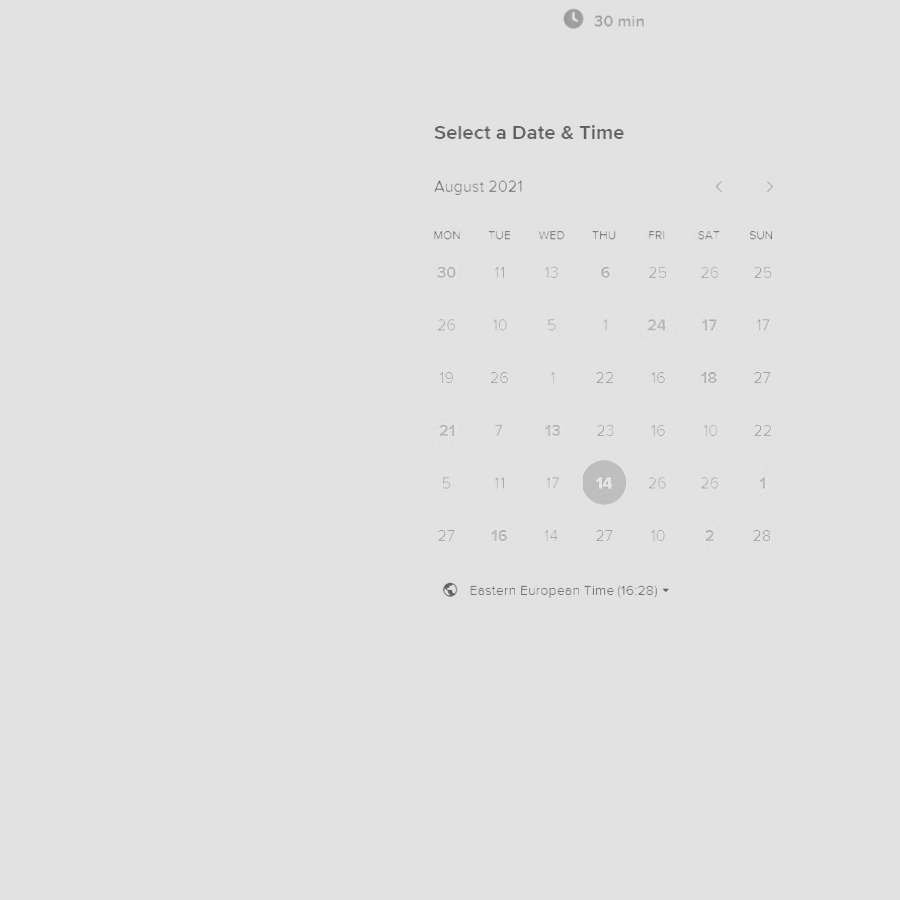 30 min
Select a Date & Time
August 2021
MON TUE WED THU FRI SAT SUN
30 11 13 6 25 26 25
26 10 5 1 24 17 17
19 26 1 22 16 18 27
21 7 13 23 16 10 22
5 11 17 14 26 26 1
27 16 14 27 10 2 28
Eastern European Time (16:28)